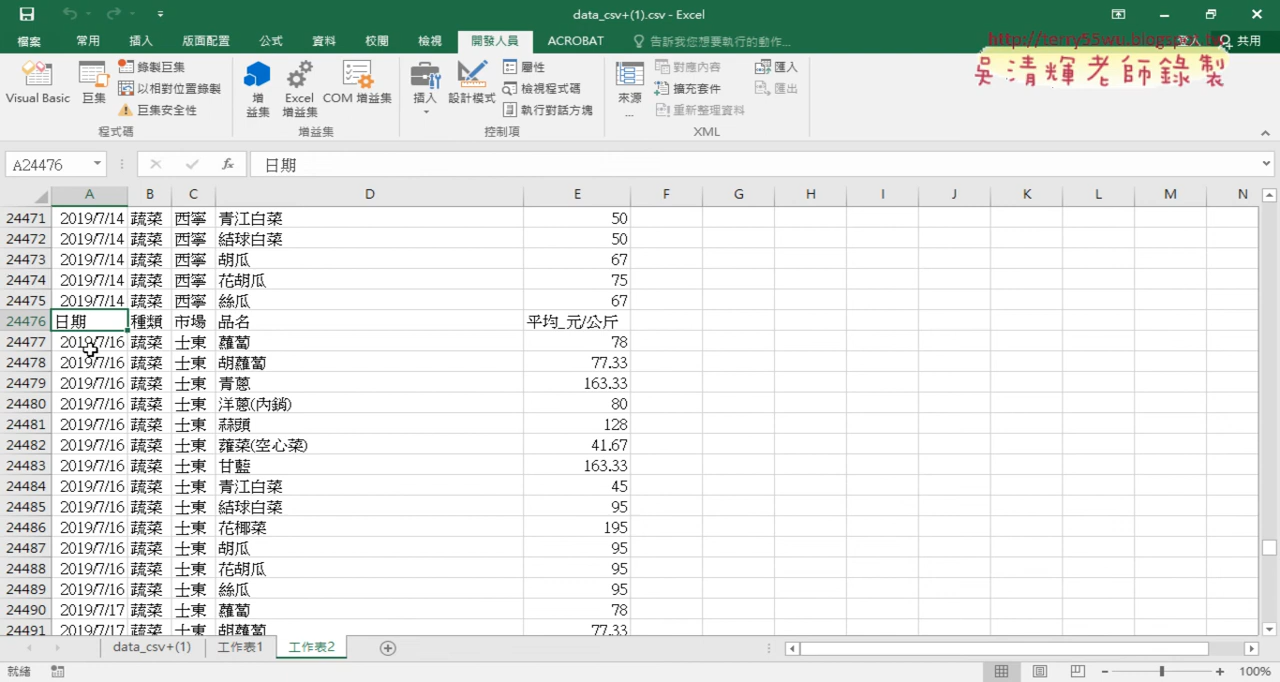 data_csv+(1).csv - Excel
檔案 常用 插入 版面配置 公式 資料 校閱 檢視 開發人員 ACROBAT 告訴我您想要執行的動作... 登入 共用
http://terry55wu.blogspot.tw
吳清輝老師錄製
Visual Basic 巨集 錄製巨集 以相對位置錄製 巨集安全性 程式碼
增益集 Excel 增益集 COM 增益集 增益集
插入 設計模式 屬性 檢視程式碼 執行對話方塊 控制項
來源... 對應內容 擴充套件 重新整理資料 匯入 匯出 XML
A24476 fx 日期
A B C D E F G H I J K L M N
24471 2019/7/14 蔬菜 西寧 青江白菜 50
24472 2019/7/14 蔬菜 西寧 結球白菜 50
24473 2019/7/14 蔬菜 西寧 胡瓜 67
24474 2019/7/14 蔬菜 西寧 花胡瓜 75
24475 2019/7/14 蔬菜 西寧 絲瓜 67
24476 日期 種類 市場 品名 平均_元/公斤
24477 2019/7/16 蔬菜 士東 蘿蔔 78
24478 2019/7/16 蔬菜 士東 胡蘿蔔 77.33
24479 2019/7/16 蔬菜 士東 青蔥 163.33
24480 2019/7/16 蔬菜 士東 洋蔥(內銷) 80
24481 2019/7/16 蔬菜 士東 蒜頭 128
24482 2019/7/16 蔬菜 士東 蕹菜(空心菜) 41.67
24483 2019/7/16 蔬菜 士東 甘藍 163.33
24484 2019/7/16 蔬菜 士東 青江白菜 45
24485 2019/7/16 蔬菜 士東 結球白菜 95
24486 2019/7/16 蔬菜 士東 花椰菜 195
24487 2019/7/16 蔬菜 士東 胡瓜 95
24488 2019/7/16 蔬菜 士東 花胡瓜 95
24489 2019/7/16 蔬菜 士東 絲瓜 95
24490 2019/7/17 蔬菜 士東 蘿蔔 78
24491 2019/7/17 蔬菜 士東 胡蘿蔔 77.33
data_csv+(1) 工作表1 工作表2
就緒 100%